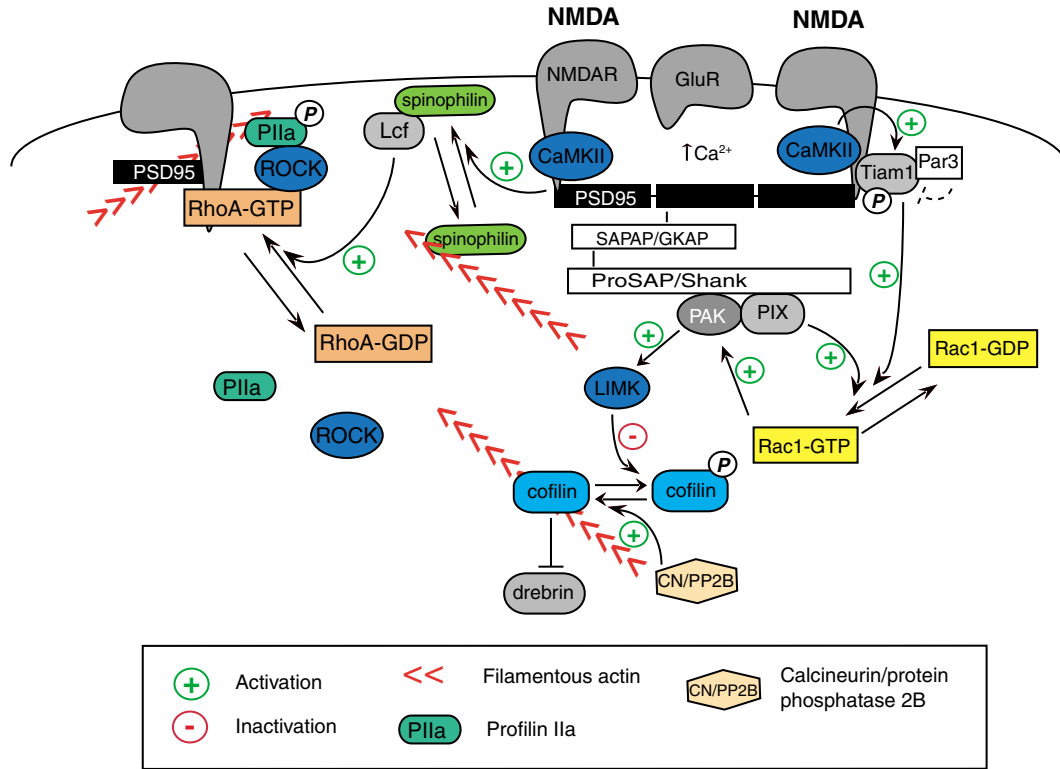 NMDA
NMDA
NMDAR
GluR
spinophilin
P
PIIa
Lcf
+
CaMKII
↑Ca²⁺
CaMKII
Tiam1
Par3
ROCK
PSD95
+
PSD95
P
RhoA-GTP
SAPAP/GKAP
spinophilin
+
+
ProSAP/Shank
PAK
PIX
RhoA-GDP
+
+
+
Rac1-GDP
PIIa
LIMK
ROCK
-
Rac1-GTP
P
cofilin
cofilin
+
CN/PP2B
drebrin
+
Activation
Filamentous actin
CN/PP2B
Calcineurin/protein
phosphatase 2B
-
Inactivation
PIIa
Profilin IIa